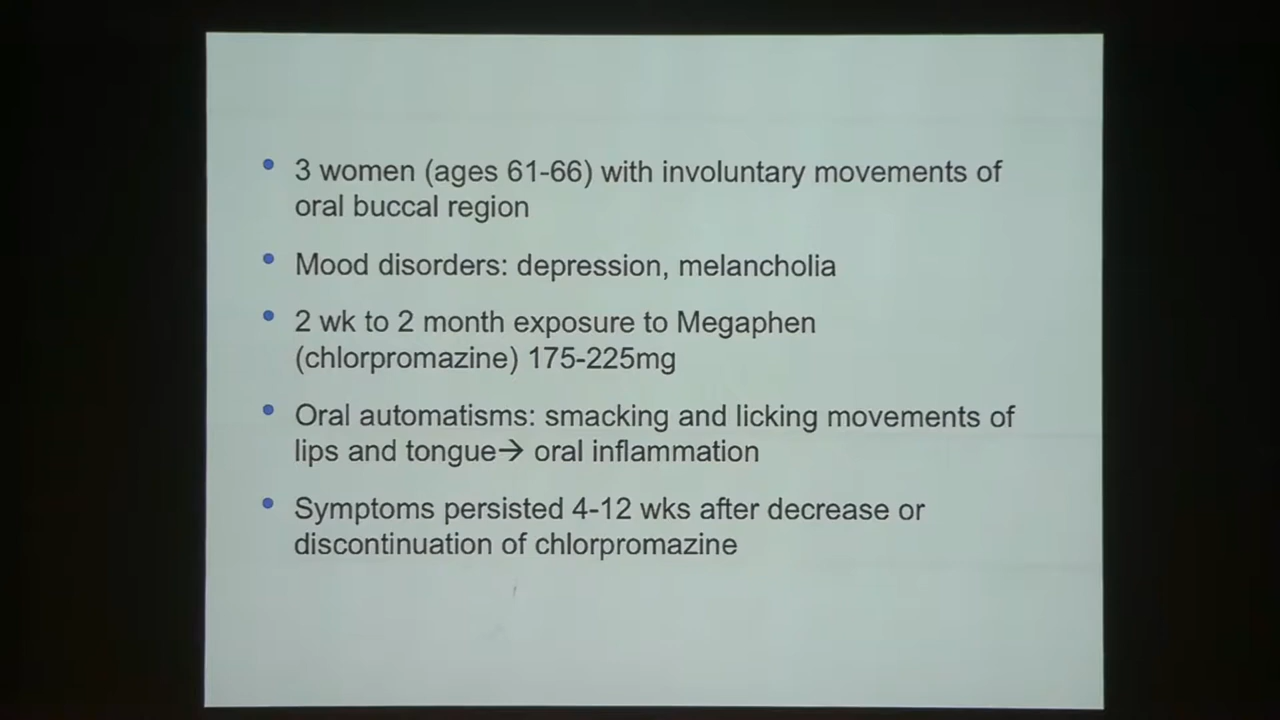 • 3 women (ages 61-66) with involuntary movements of
oral buccal region
• Mood disorders: depression, melancholia
• 2 wk to 2 month exposure to Megaphen
(chlorpromazine) 175-225mg
• Oral automatisms: smacking and licking movements of
lips and tongue→ oral inflammation
• Symptoms persisted 4-12 wks after decrease or
discontinuation of chlorpromazine